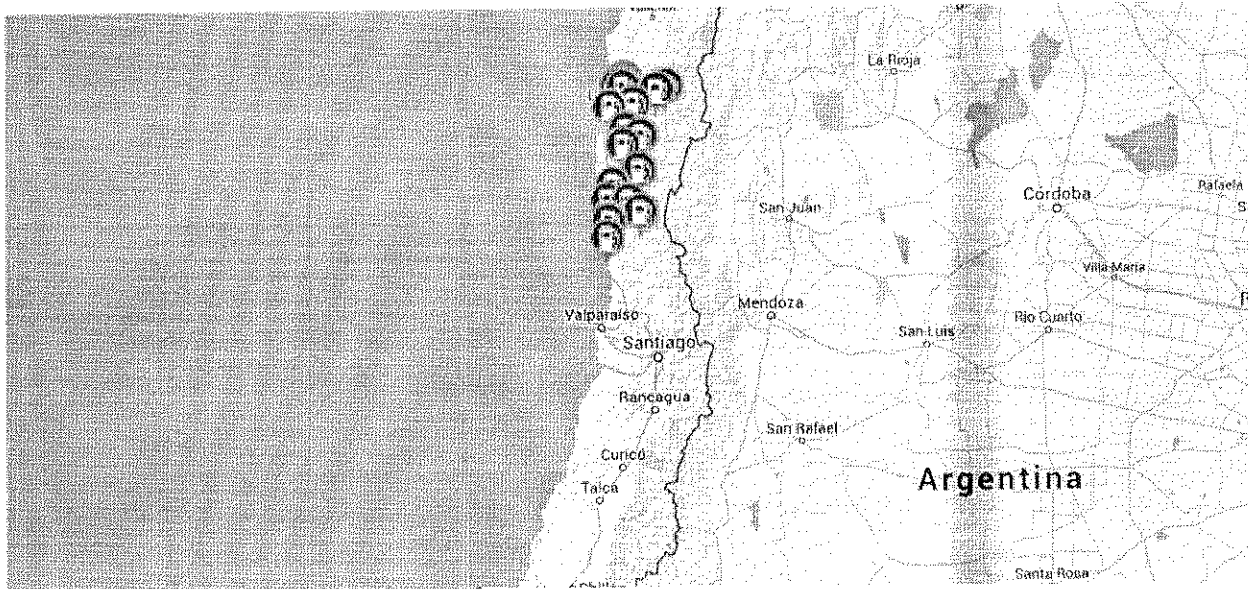 La Rioja
Rafaela
Córdoba
S
San Juan
Villa María
Mendoza
R
Valparaíso
San Luis
Río Cuarto
Santiago
Rancagua
San Rafael
Curicó
Argentina
Talca
Santa Rosa